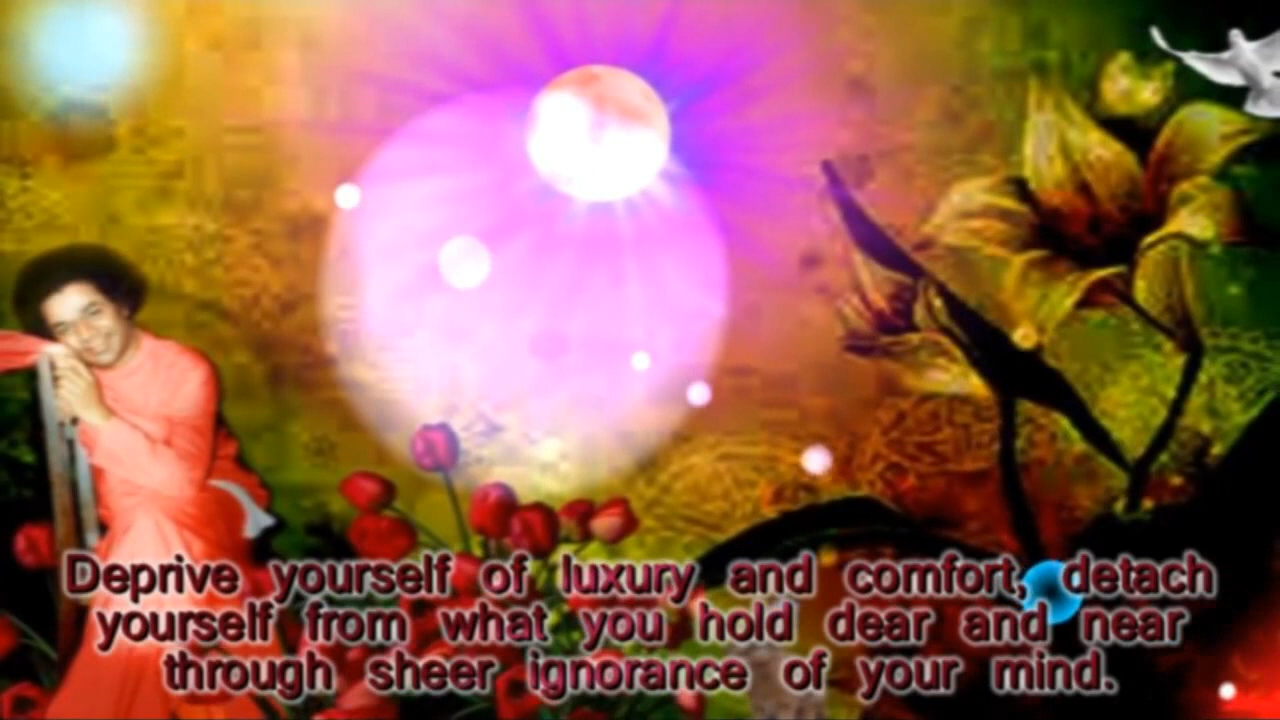 Deprive yourself of luxury and comfort, detach
yourself from what you hold dear and near
through sheer ignorance of your mind.